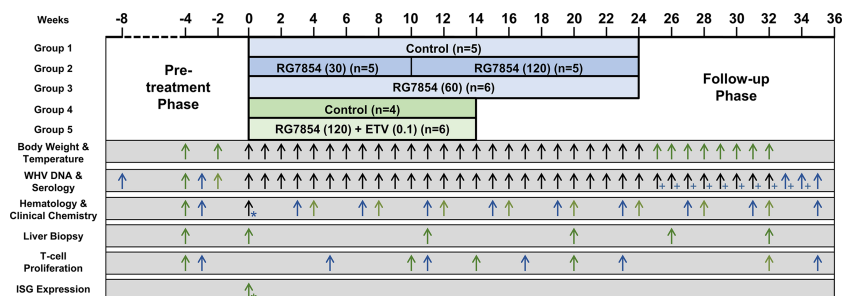 Weeks -8 -4 -2 0 2 4 6 8 10 12 14 16 18 20 22 24 26 28 30 32 34 36
Group 1 Control (n=5)
Group 2 RG7854 (30) (n=5) RG7854 (120) (n=5)
Group 3 RG7854 (60) (n=6)
Group 4 Control (n=4)
Group 5 RG7854 (120) + ETV (0.1) (n=6)
Pre-
treatment
Phase
Follow-up
Phase
Body Weight &
Temperature
WHV DNA &
Serology
+ + + + + + + + + +
Hematology &
Clinical Chemistry
*
Liver Biopsy
T-cell
Proliferation
ISG Expression
*